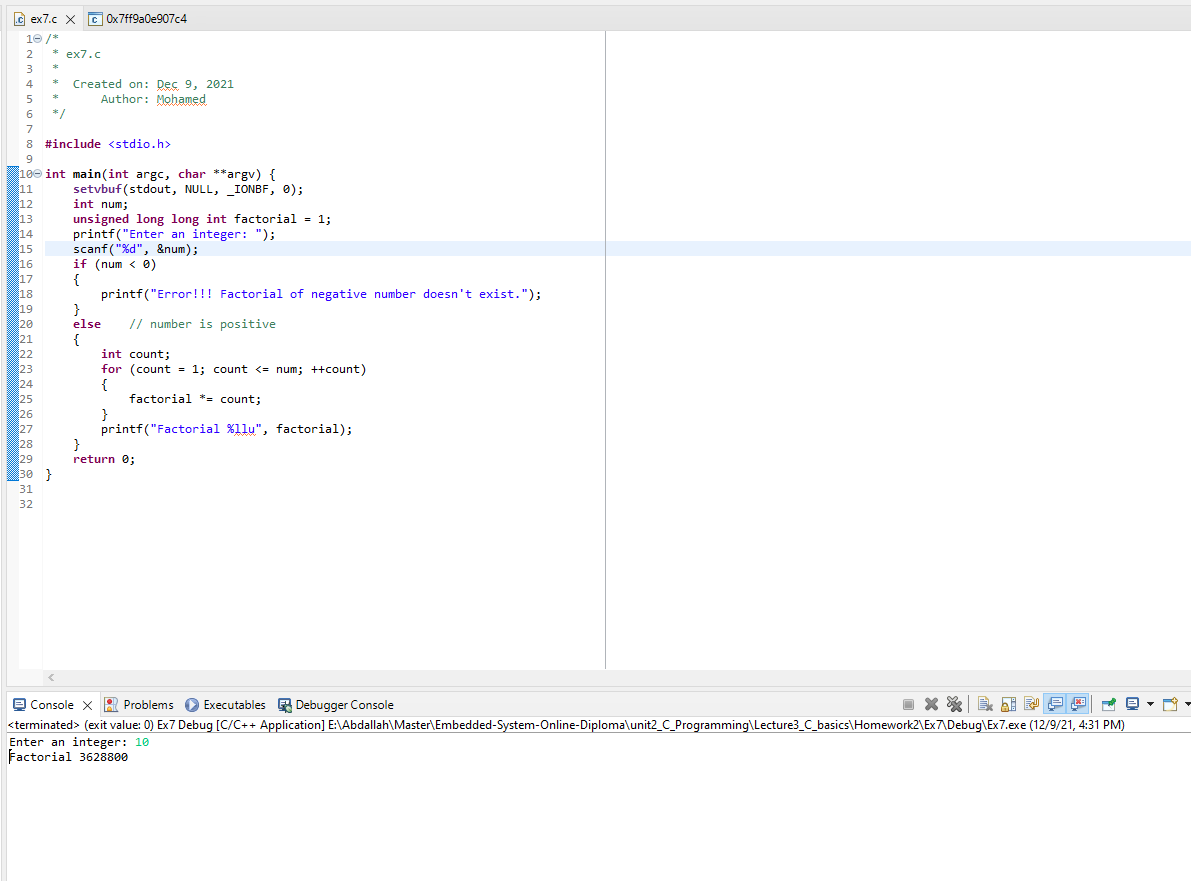 ex7.c 0x7ff9a0e907c4
1 /*
2  * ex7.c
3  *
4  *  Created on: Dec 9, 2021
5  *      Author: Mohamed
6  */
7
8 #include <stdio.h>
9
10 int main(int argc, char **argv) {
11     setvbuf(stdout, NULL, _IONBF, 0);
12     int num;
13     unsigned long long int factorial = 1;
14     printf("Enter an integer: ");
15     scanf("%d", &num);
16     if (num < 0)
17     {
18         printf("Error!!! Factorial of negative number doesn't exist.");
19     }
20     else    // number is positive
21     {
22         int count;
23         for (count = 1; count <= num; ++count)
24         {
25             factorial *= count;
26         }
27         printf("Factorial %llu", factorial);
28     }
29     return 0;
30 }
31
32
Console Problems Executables Debugger Console
<terminated> (exit value: 0) Ex7 Debug [C/C++ Application] E:\Abdallah\Master\Embedded-System-Online-Diploma\unit2_C_Programming\Lecture3_C_basics\Homework2\Ex7\Debug\Ex7.exe (12/9/21, 4:31 PM)
Enter an integer: 10
Factorial 3628800